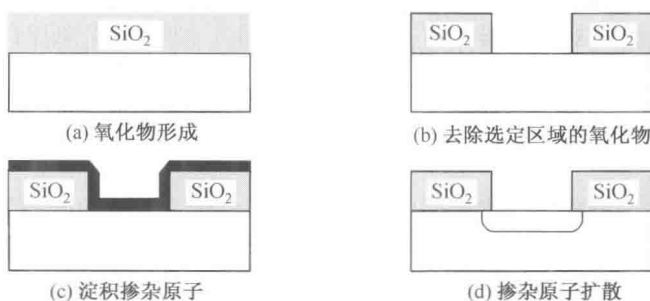 SiO₂
(a) 氧化物形成
SiO₂ SiO₂
(b) 去除选定区域的氧化物
SiO₂ SiO₂
(c) 淀积掺杂原子
SiO₂ SiO₂
(d) 掺杂原子扩散